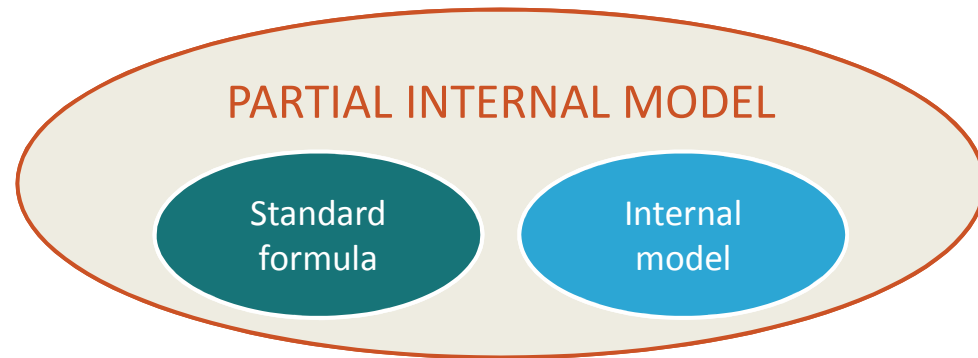 PARTIAL INTERNAL MODEL
Standard
formula
Internal
model